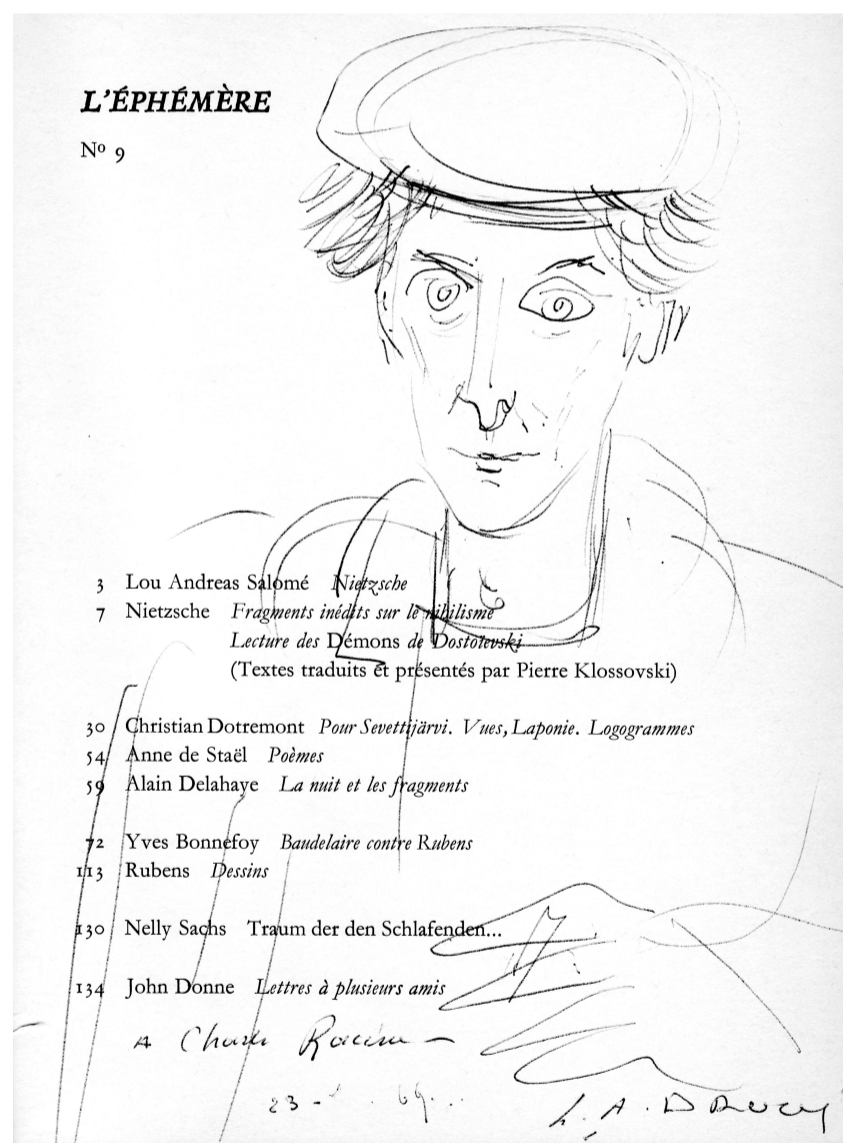 L'ÉPHÉMÈRE
Nº 9
3 Lou Andreas Salomé Nietzsche
7 Nietzsche Fragments inédits sur le nihilisme
Lecture des Démons de Dostoïevski
(Textes traduits et présentés par Pierre Klossovski)
30 Christian Dotremont Pour Sevettijärvi. Vues, Laponie. Logogrammes
54 Anne de Staël Poèmes
59 Alain Delahaye La nuit et les fragments
72 Yves Bonnefoy Baudelaire contre Rubens
113 Rubens Dessins
130 Nelly Sachs Traum der den Schlafenden...
134 John Donne Lettres à plusieurs amis
A Charles Racine –
23 - 69